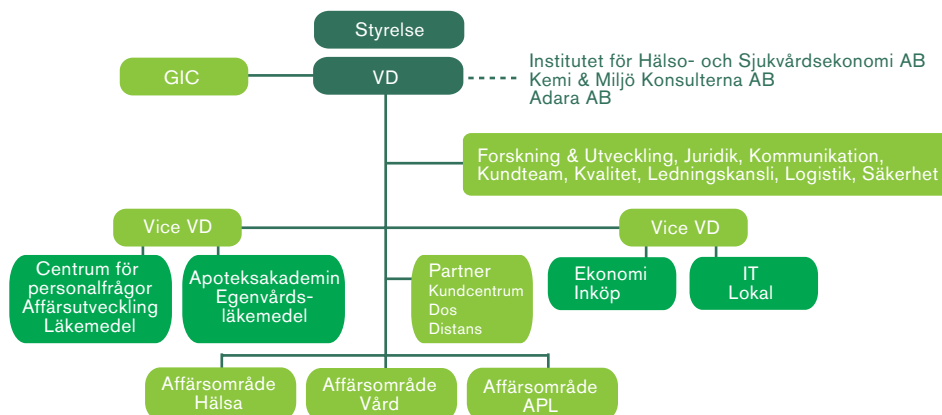 Styrelse
GIC
VD
Institutet för Hälso- och Sjukvårdsekonomi AB
Kemi & Miljö Konsulterna AB
Adara AB
Forskning & Utveckling, Juridik, Kommunikation,
Kundteam, Kvalitet, Ledningskansli, Logistik, Säkerhet
Vice VD
Vice VD
Centrum för
personalfrågor
Affärsutveckling
Läkemedel
Apoteksakademin
Egenvårds-
läkemedel
Partner
Kundcentrum
Dos
Distans
Ekonomi
Inköp
IT
Lokal
Affärsområde
Hälsa
Affärsområde
Vård
Affärsområde
APL